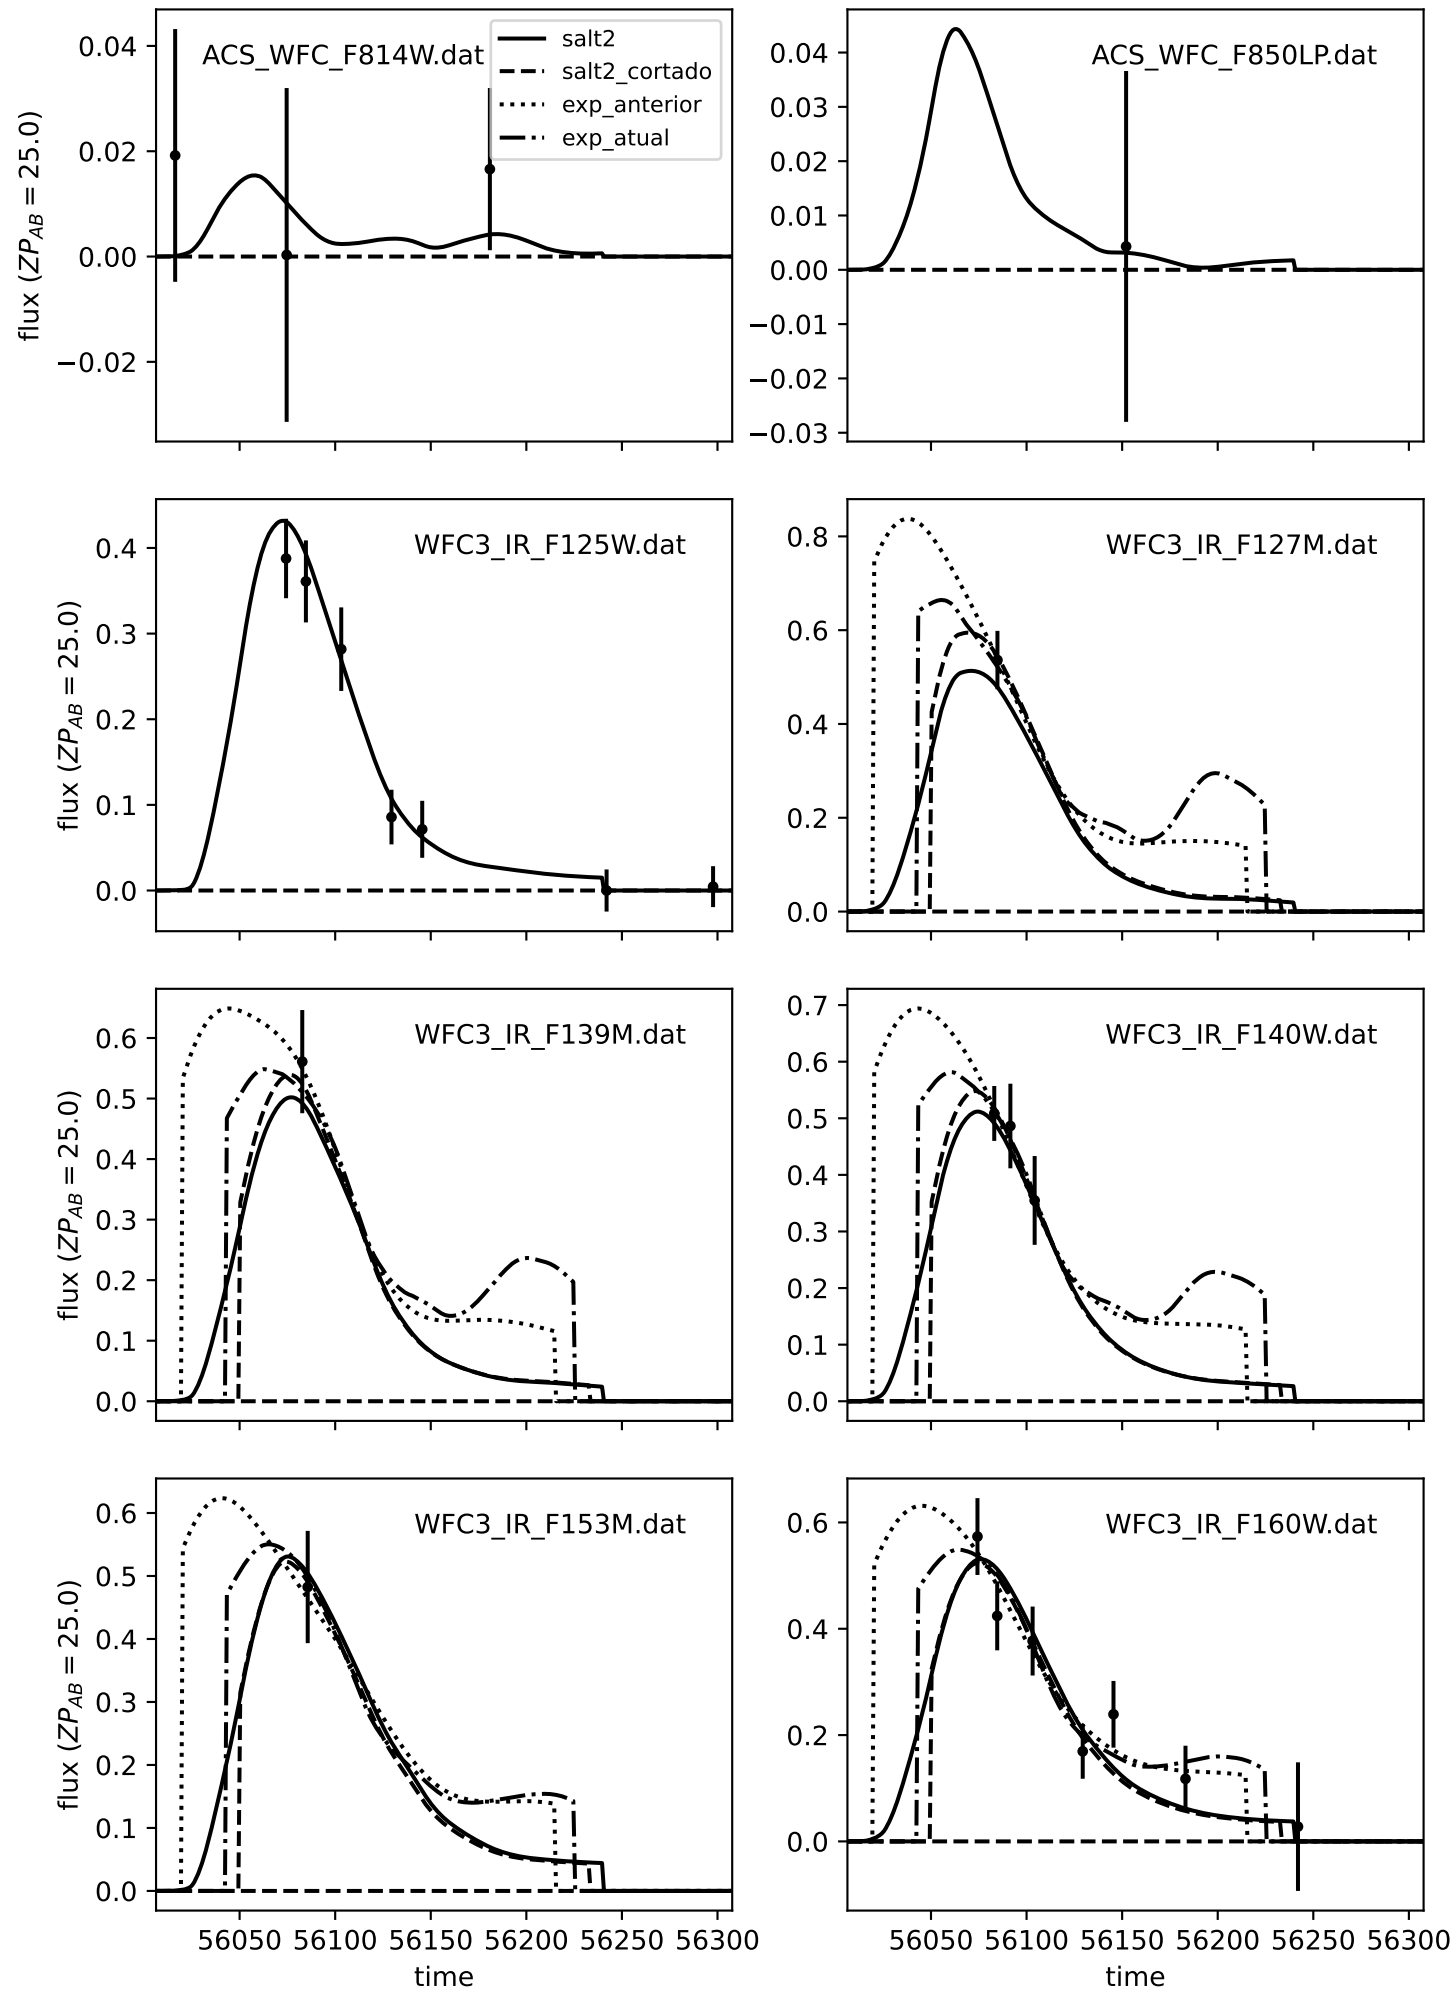 ACS_WFC_F814W.dat
salt2
salt2_cortado
exp_anterior
exp_atual
0.04
0.02
0.00
−0.02
flux (ZP_AB = 25.0)
ACS_WFC_F850LP.dat
0.04
0.03
0.02
0.01
0.00
−0.01
−0.02
−0.03
WFC3_IR_F125W.dat
0.4
0.3
0.2
0.1
0.0
flux (ZP_AB = 25.0)
WFC3_IR_F127M.dat
0.8
0.6
0.4
0.2
0.0
WFC3_IR_F139M.dat
0.6
0.5
0.4
0.3
0.2
0.1
0.0
flux (ZP_AB = 25.0)
WFC3_IR_F140W.dat
0.7
0.6
0.5
0.4
0.3
0.2
0.1
0.0
WFC3_IR_F153M.dat
0.6
0.5
0.4
0.3
0.2
0.1
0.0
flux (ZP_AB = 25.0)
56050 56100 56150 56200 56250 56300
time
WFC3_IR_F160W.dat
0.6
0.4
0.2
0.0
56050 56100 56150 56200 56250 56300
time